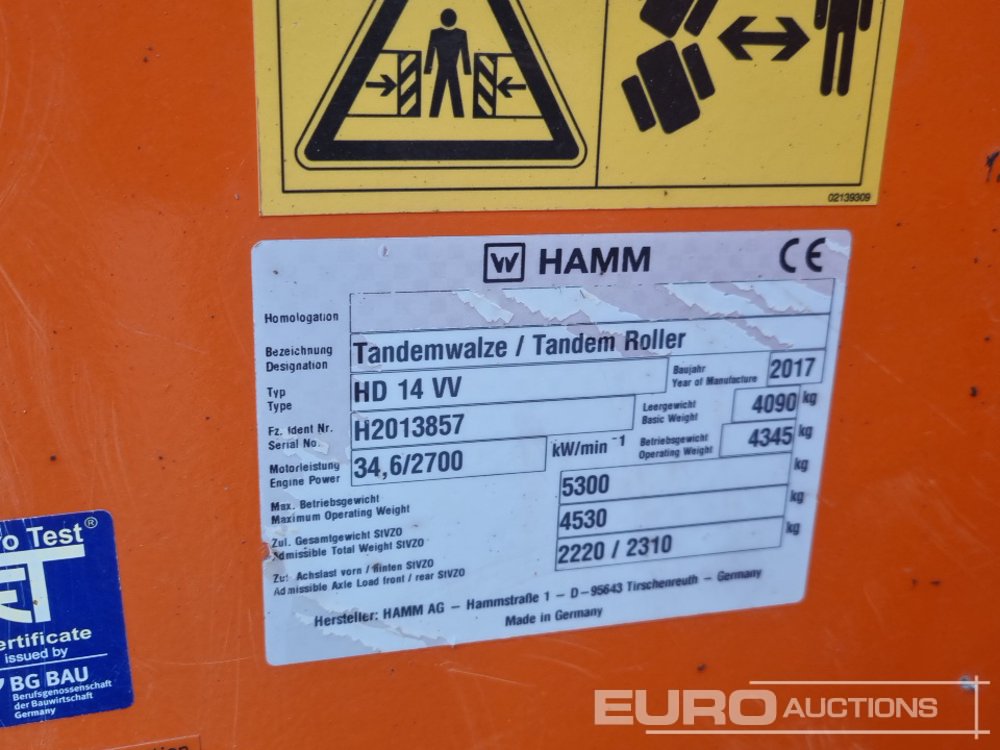 02139309
W HAMM CE
Homologation
Bezeichnung
Designation
Tandemwalze / Tandem Roller
Typ
Type
HD 14 VV
Baujahr
Year of Manufacture
2017
Fz. Ident Nr.
Serial No.
H2013857
Leergewicht
Basic Weight
4090 kg
Motorleistung
Engine Power
34,6/2700 kW/min -1
Betriebsgewicht
Operating Weight
4345 kg
Max. Betriebsgewicht
Maximum Operating Weight
5300 kg
Zul. Gesamtgewicht StVZO
Admissible Total Weight StVZO
4530 kg
Zul. Achslast vorn / hinten StVZO
Admissible Axle Load front / rear StVZO
2220 / 2310 kg
Hersteller: HAMM AG – Hammstraße 1 – D–95643 Tirschenreuth – Germany
Made in Germany
o Test®
ET
ertificate
issued by
BG BAU
Berufsgenossenschaft
der Bauwirtschaft
Germany
EURO AUCTIONS